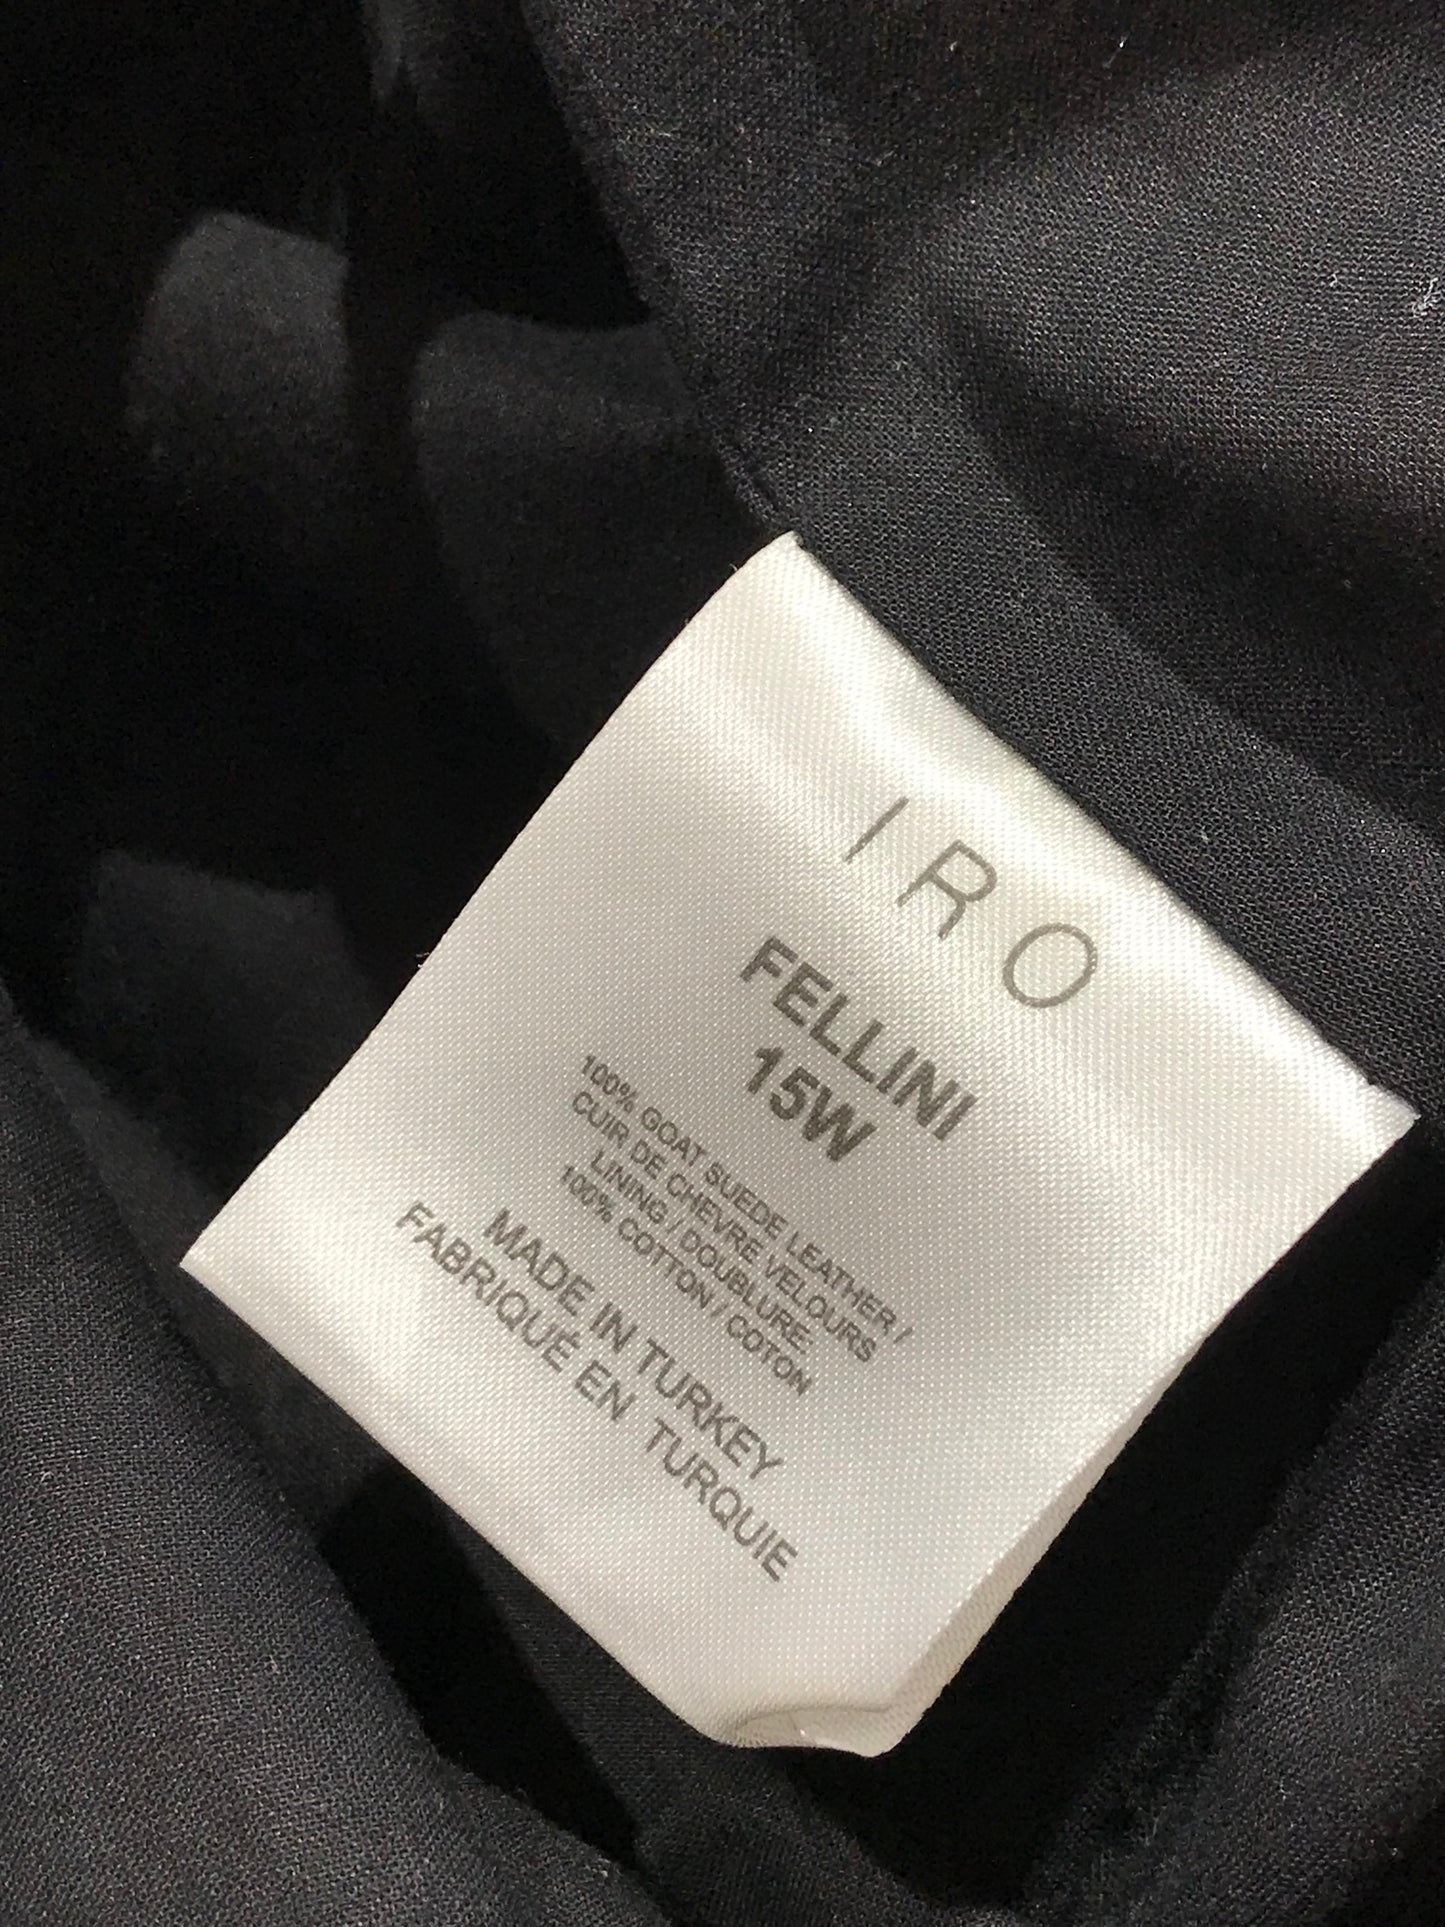 IRO
FELLINI
15W
100% GOAT SUEDE LEATHER /
CUIR DE CHEVRE VELOURS
LINING / DOUBLURE
100% COTTON / COTON
MADE IN TURKEY
FABRIQUÉ EN TURQUIE